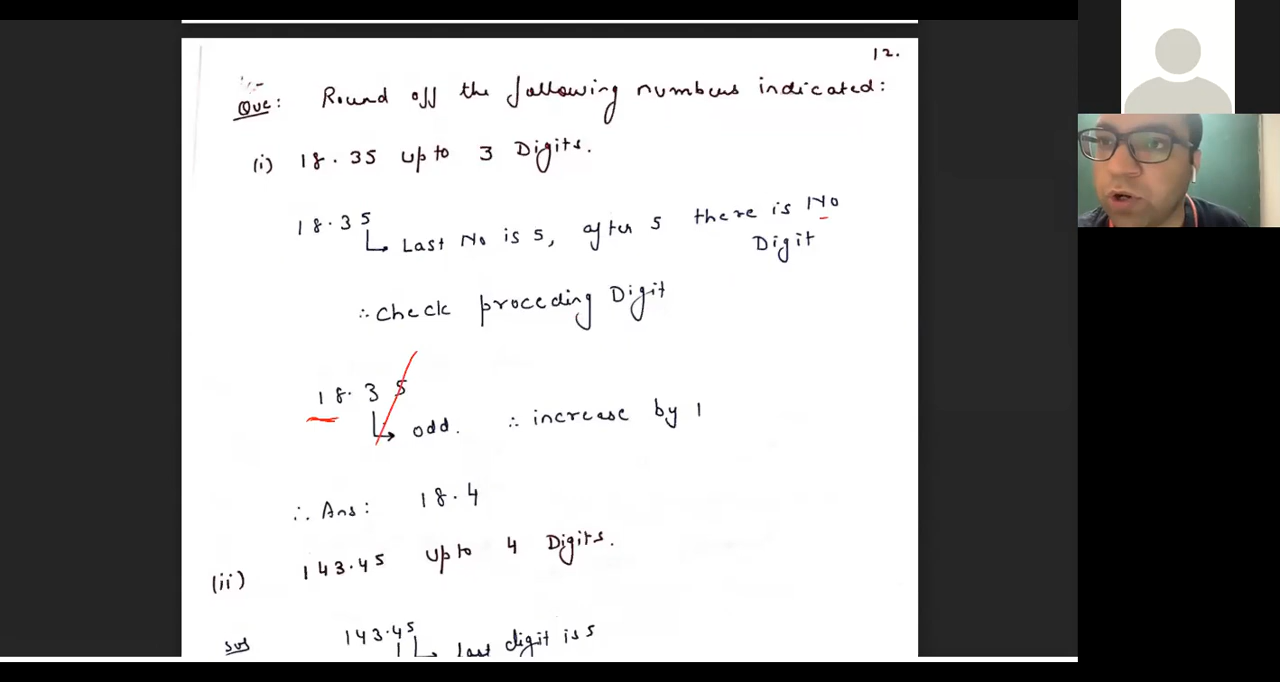 12.
Que: Round off the following numbers indicated:
(i) 18.35 upto 3 Digits.
18.35
Last No is 5, after 5 there is No
Digit
∴ check proceding Digit
18.35
odd. ∴ increase by 1
∴ Ans: 18.4
(ii) 143.45 upto 4 Digits.
Sol 143.45
last digit is 5